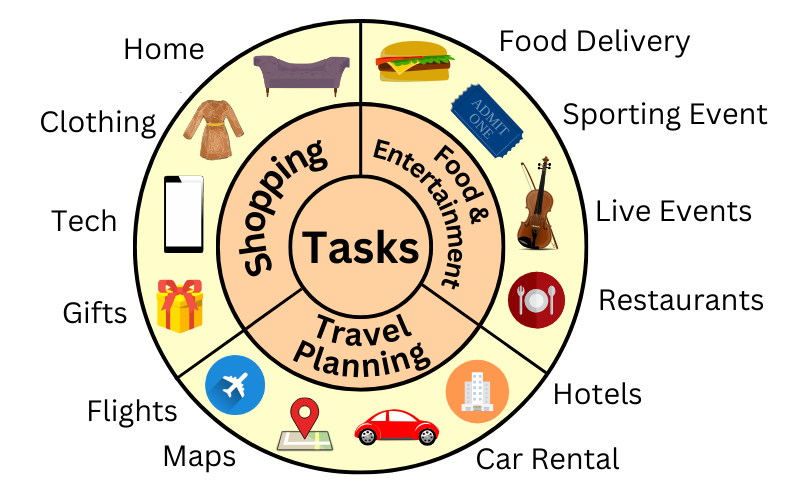 Home
Food Delivery
Clothing
ADMIT
ONE
Sporting Event
Shopping
Food &
Entertainment
Tech
Tasks
Live Events
Gifts
Restaurants
Travel
Planning
Flights
Hotels
Maps
Car Rental